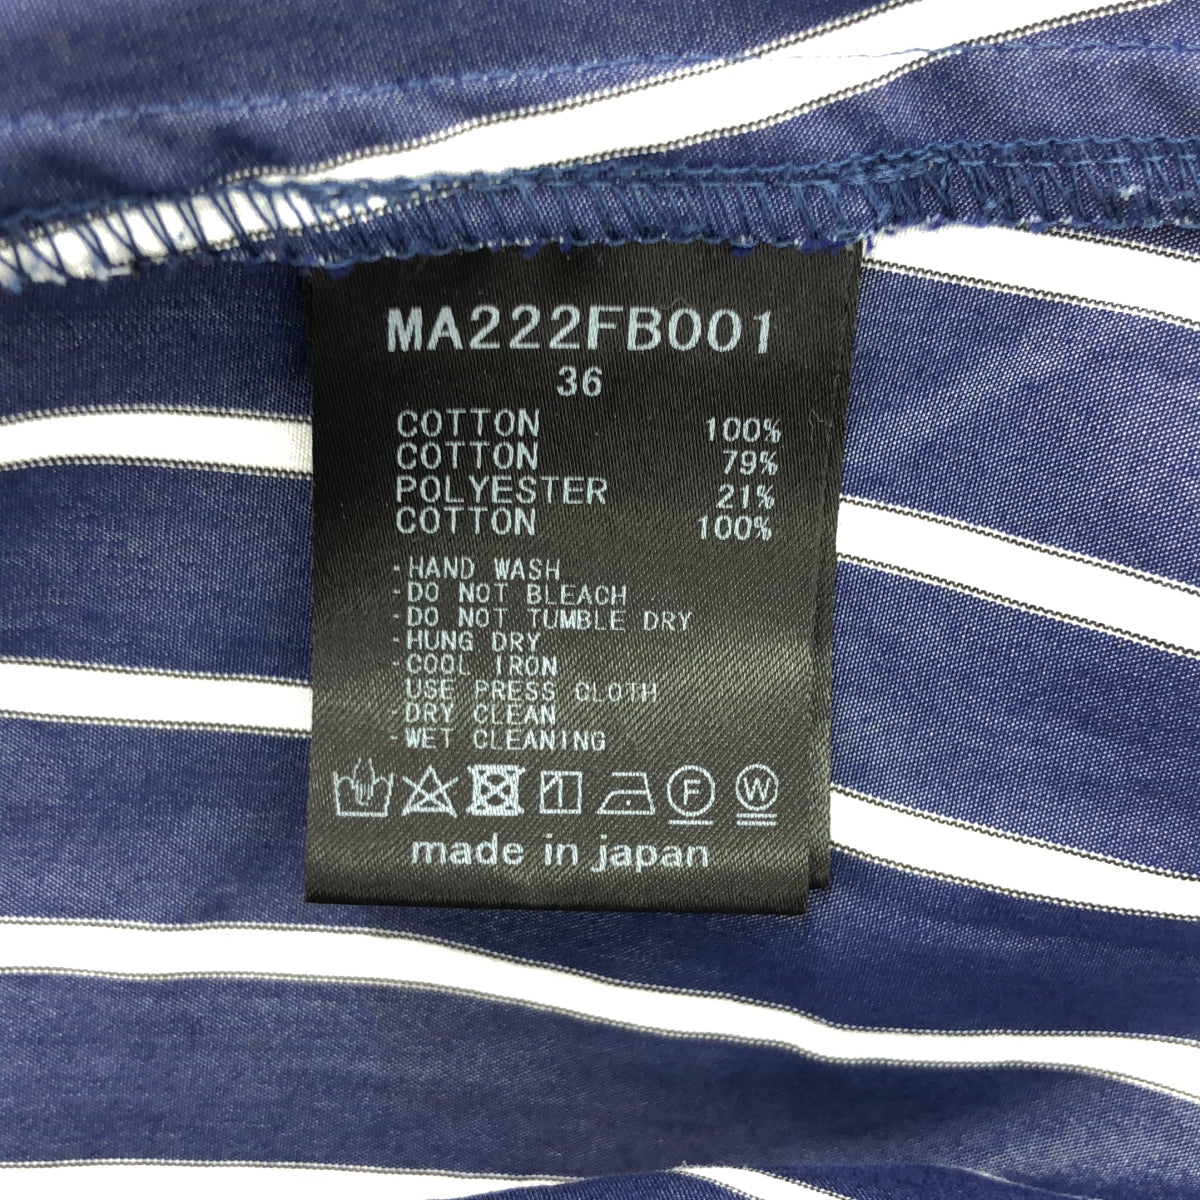 MA222FB001
36
COTTON 100%
COTTON 79%
POLYESTER 21%
COTTON 100%
-HAND WASH
-DO NOT BLEACH
-DO NOT TUMBLE DRY
-HUNG DRY
-COOL IRON
USE PRESS CLOTH
-DRY CLEAN
-WET CLEANING
F W
made in japan